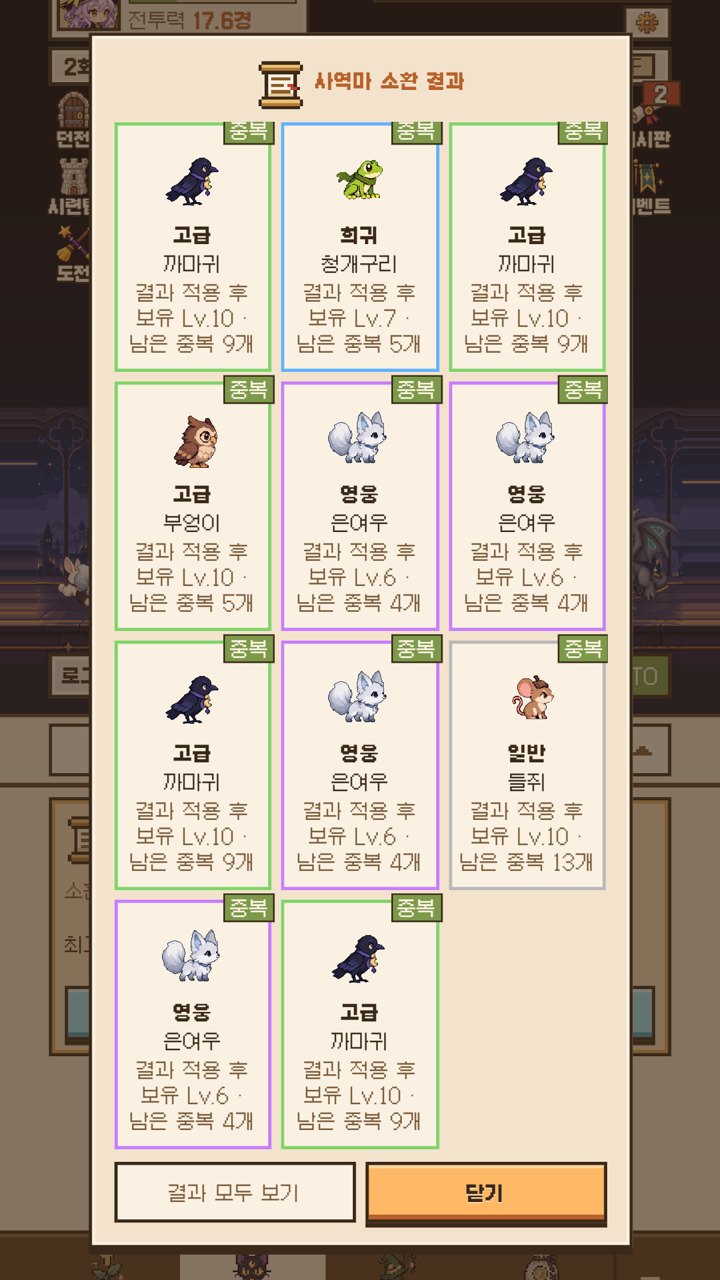 전투력 17.6경
사역마 소환 결과
2
던전
시련탑
도전
중복
고급
까마귀
결과 적용 후
보유 Lv.10 ·
남은 중복 9개
중복
희귀
청개구리
결과 적용 후
보유 Lv.7 ·
남은 중복 5개
중복
고급
까마귀
결과 적용 후
보유 Lv.10 ·
남은 중복 9개
중복
고급
부엉이
결과 적용 후
보유 Lv.10 ·
남은 중복 5개
중복
영웅
은여우
결과 적용 후
보유 Lv.6 ·
남은 중복 4개
중복
영웅
은여우
결과 적용 후
보유 Lv.6 ·
남은 중복 4개
중복
고급
까마귀
결과 적용 후
보유 Lv.10 ·
남은 중복 9개
중복
영웅
은여우
결과 적용 후
보유 Lv.6 ·
남은 중복 4개
중복
일반
들쥐
결과 적용 후
보유 Lv.10 ·
남은 중복 13개
중복
영웅
은여우
결과 적용 후
보유 Lv.6 ·
남은 중복 4개
중복
고급
까마귀
결과 적용 후
보유 Lv.10 ·
남은 중복 9개
결과 모두 보기
닫기